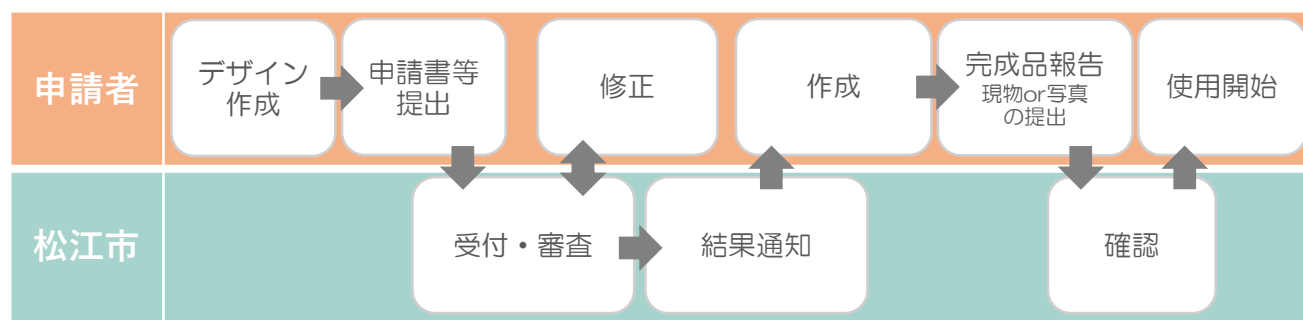 申請者
デザイン
作成
申請書等
提出
修正
作成
完成品報告
現物or写真
の提出
使用開始
松江市
受付・審査
結果通知
確認